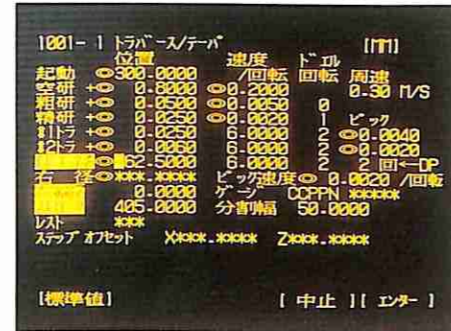 1001- 1 トラバース/テーパ [MM]
位置 速度 ドエル
起動 ◎300.0000 /回転 回転 周速
空研 +◎ 0.8000 ◎0.2000 0.30 M/S
粗研 +◎ 0.0500 ◎0.0050 0
精研 +◎ 0.0250 ◎0.0020 1 ピック
#1トラ +◎ 0.0250 6.0000 2 ◎0.0040
#2トラ +◎ 0.0060 6.0000 2 ◎0.0020
62.5000 6.0000 2 2 回←OP
右 径◎***.**** ピック速度◎ 0.0020 /回転
0.0000 ゲージ CCPPN *****
405.0000 分割幅 50.0000
レスト ***
ステップ オフセット X***.**** Z***.****
[標準値] [ 中止 ][ エンター ]